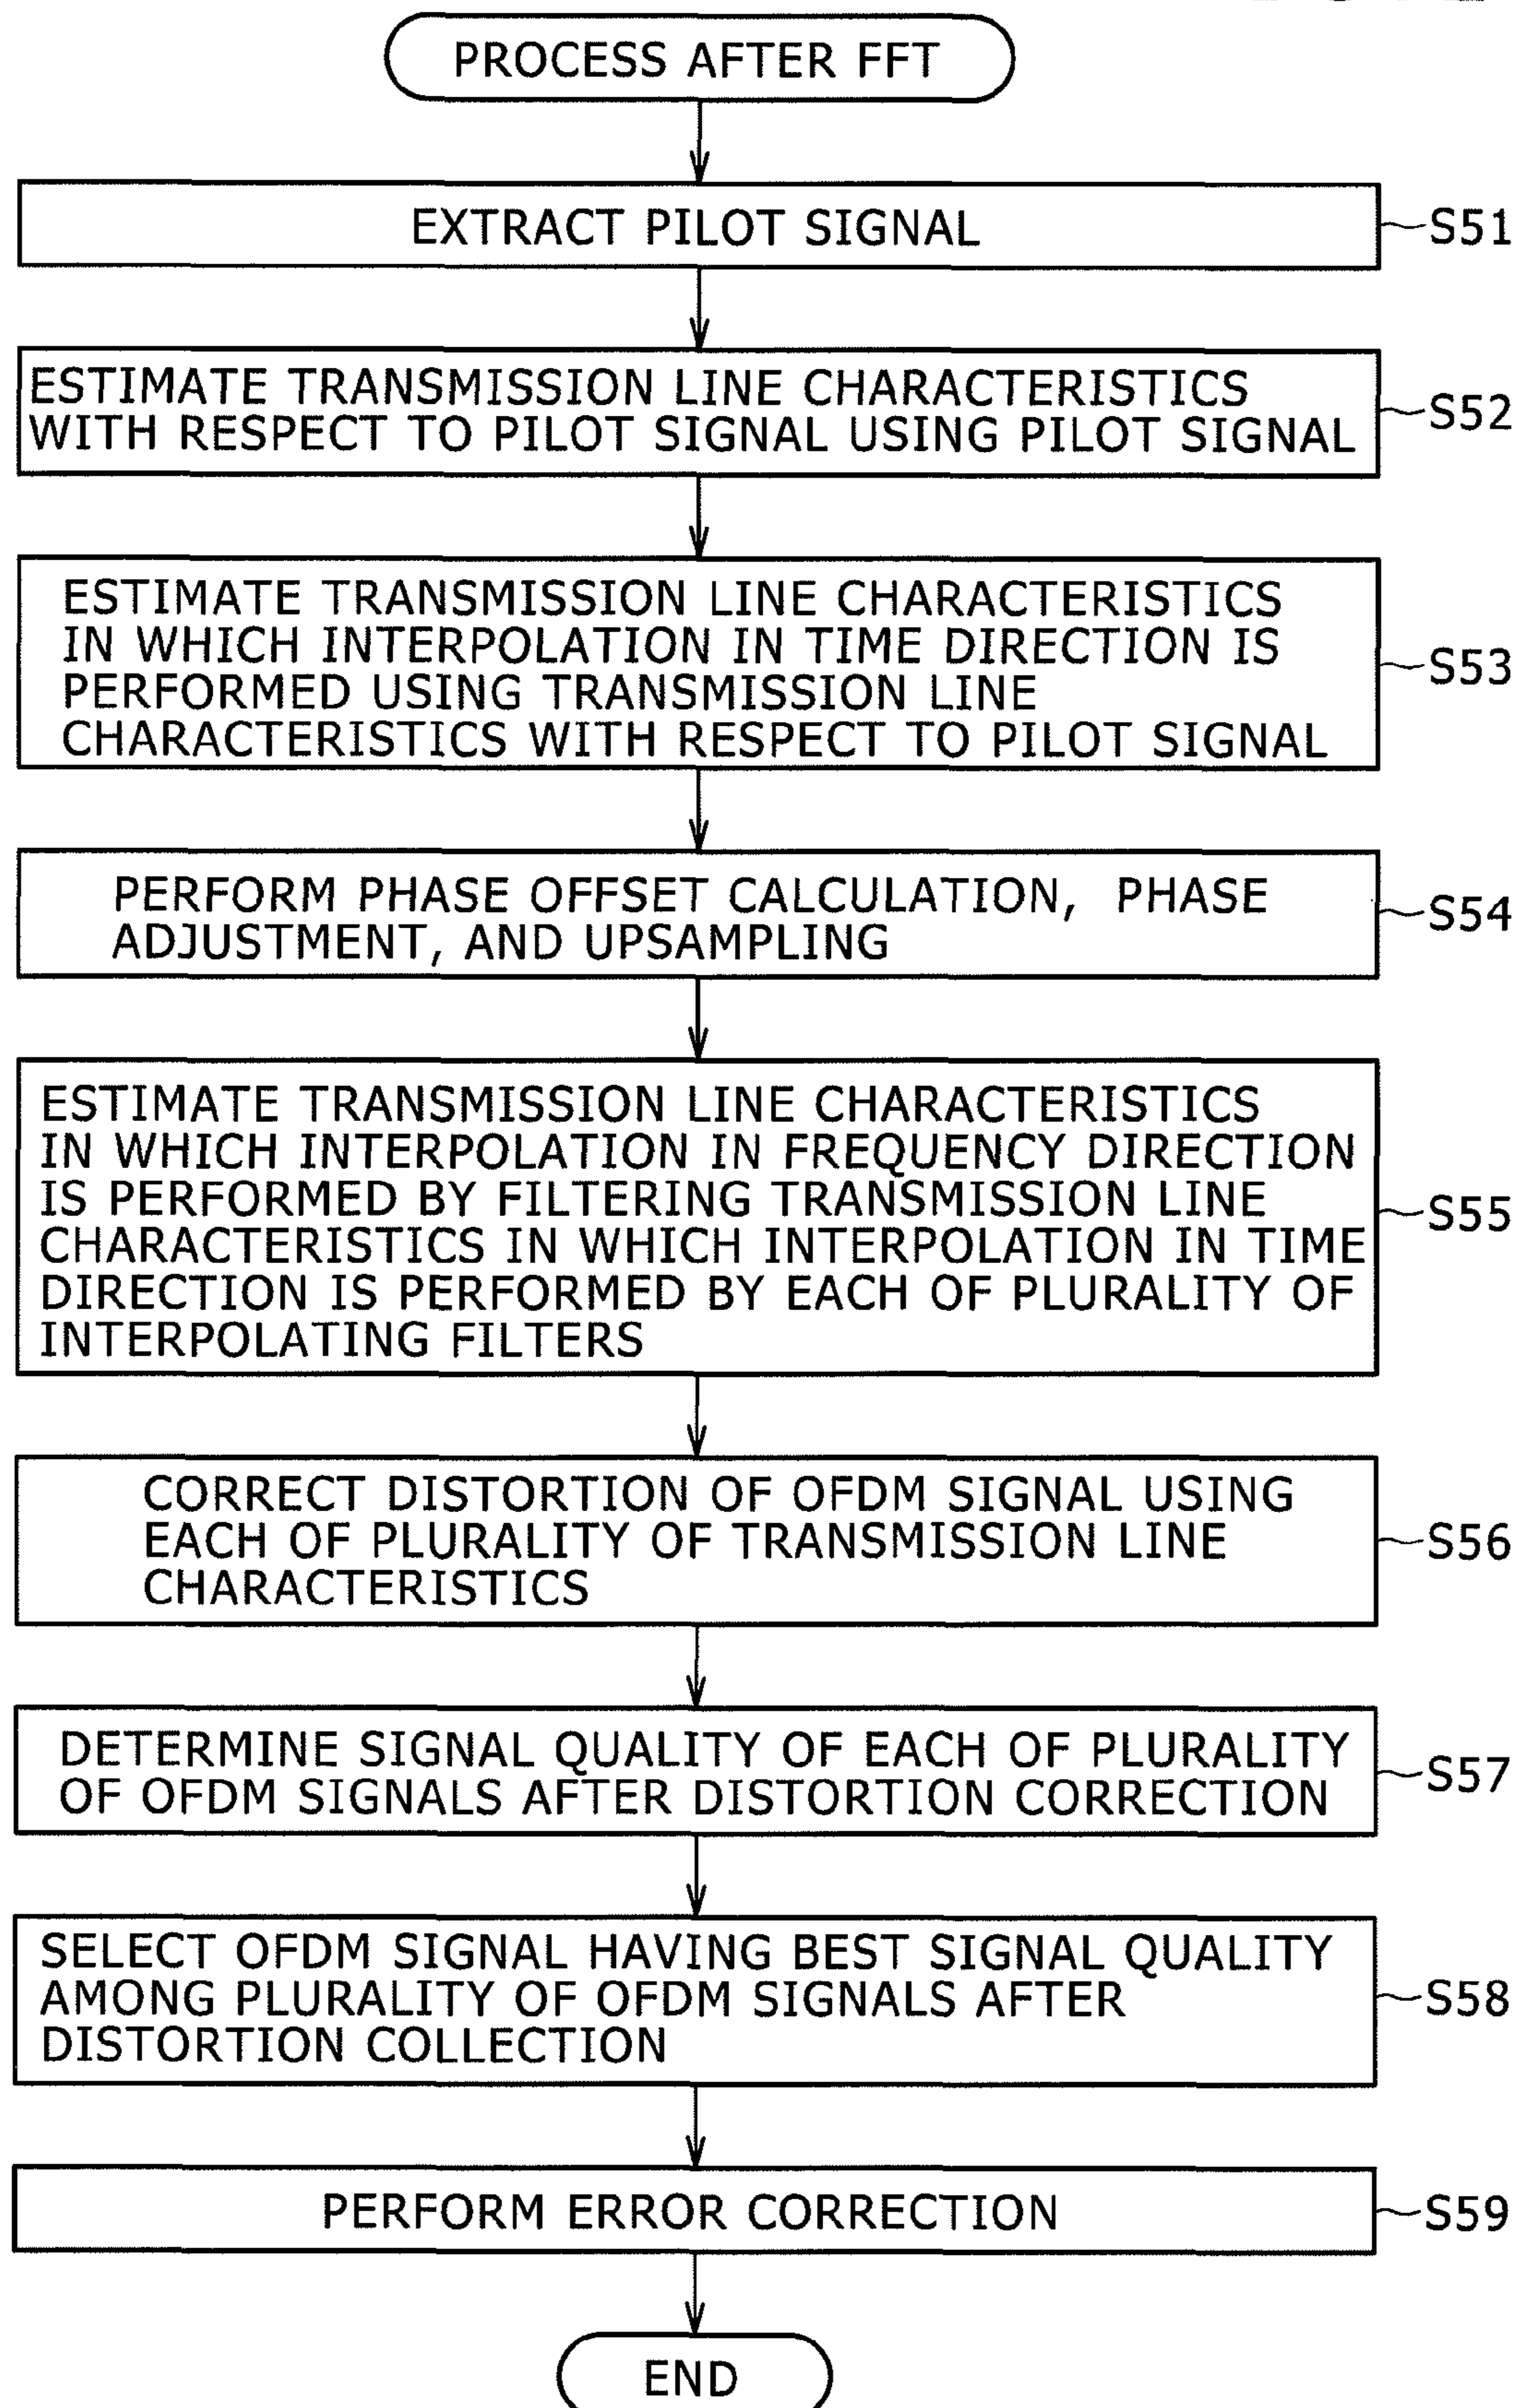 PROCESS AFTER FFT
EXTRACT PILOT SIGNAL
S51
ESTIMATE TRANSMISSION LINE CHARACTERISTICS
WITH RESPECT TO PILOT SIGNAL USING PILOT SIGNAL
S52
ESTIMATE TRANSMISSION LINE CHARACTERISTICS
IN WHICH INTERPOLATION IN TIME DIRECTION IS
PERFORMED USING TRANSMISSION LINE
CHARACTERISTICS WITH RESPECT TO PILOT SIGNAL
S53
PERFORM PHASE OFFSET CALCULATION, PHASE
ADJUSTMENT, AND UPSAMPLING
S54
ESTIMATE TRANSMISSION LINE CHARACTERISTICS
IN WHICH INTERPOLATION IN FREQUENCY DIRECTION
IS PERFORMED BY FILTERING TRANSMISSION LINE
CHARACTERISTICS IN WHICH INTERPOLATION IN TIME
DIRECTION IS PERFORMED BY EACH OF PLURALITY OF
INTERPOLATING FILTERS
S55
CORRECT DISTORTION OF OFDM SIGNAL USING
EACH OF PLURALITY OF TRANSMISSION LINE
CHARACTERISTICS
S56
DETERMINE SIGNAL QUALITY OF EACH OF PLURALITY
OF OFDM SIGNALS AFTER DISTORTION CORRECTION
S57
SELECT OFDM SIGNAL HAVING BEST SIGNAL QUALITY
AMONG PLURALITY OF OFDM SIGNALS AFTER
DISTORTION COLLECTION
S58
PERFORM ERROR CORRECTION
S59
END